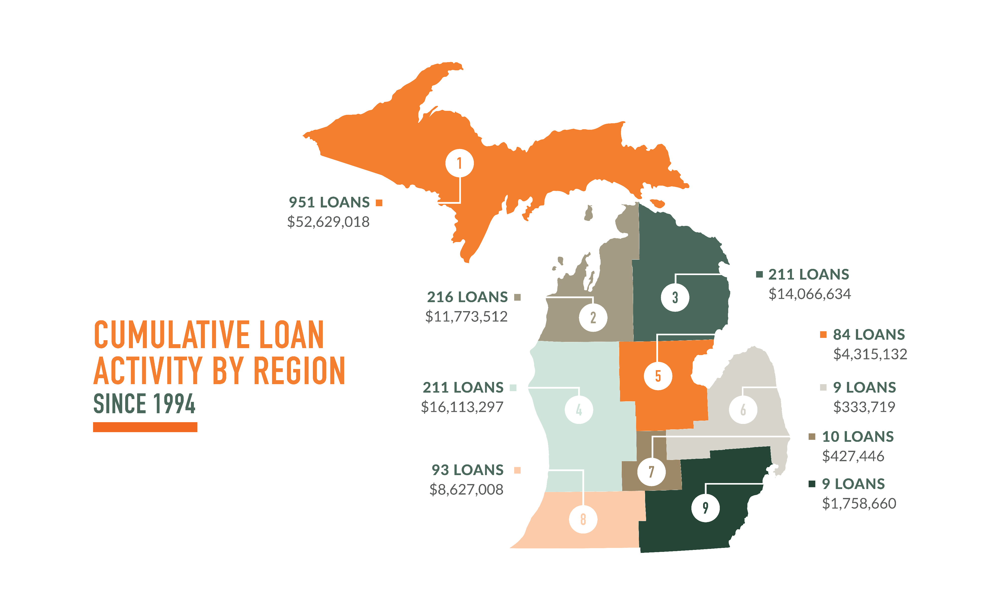 CUMULATIVE LOAN
ACTIVITY BY REGION
SINCE 1994
1
951 LOANS
$52,629,018
2
216 LOANS
$11,773,512
3
211 LOANS
$14,066,634
4
211 LOANS
$16,113,297
5
84 LOANS
$4,315,132
6
9 LOANS
$333,719
7
10 LOANS
$427,446
8
93 LOANS
$8,627,008
9
9 LOANS
$1,758,660